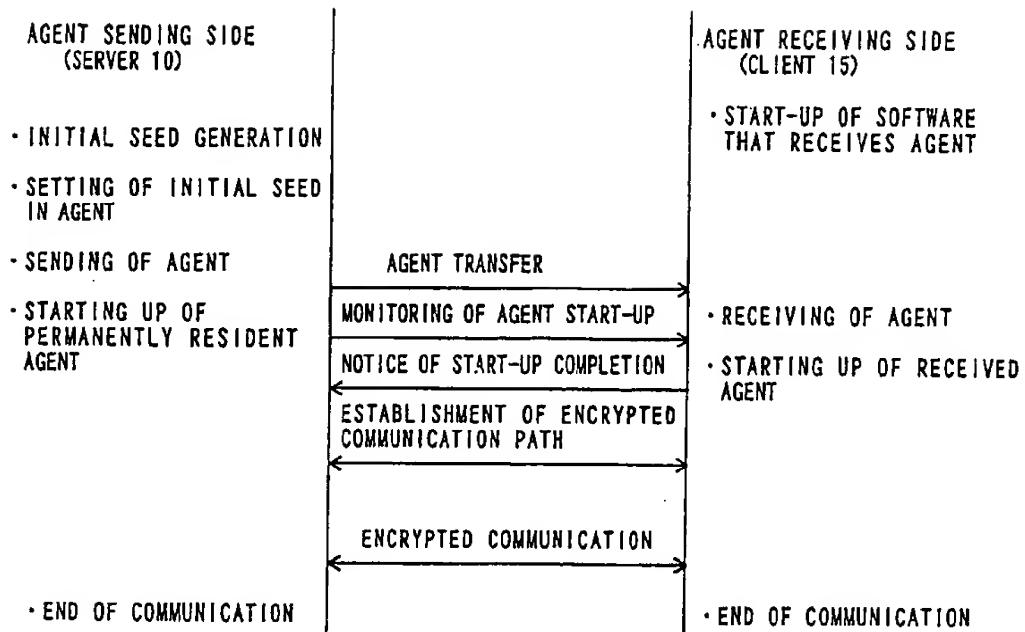 AGENT SENDING SIDE
(SERVER 10)
· INITIAL SEED GENERATION
· SETTING OF INITIAL SEED
IN AGENT
· SENDING OF AGENT
· STARTING UP OF
PERMANENTLY RESIDENT
AGENT
· END OF COMMUNICATION
AGENT TRANSFER
MONITORING OF AGENT START-UP
NOTICE OF START-UP COMPLETION
ESTABLISHMENT OF ENCRYPTED
COMMUNICATION PATH
ENCRYPTED COMMUNICATION
AGENT RECEIVING SIDE
(CLIENT 15)
· START-UP OF SOFTWARE
THAT RECEIVES AGENT
· RECEIVING OF AGENT
· STARTING UP OF RECEIVED
AGENT
· END OF COMMUNICATION